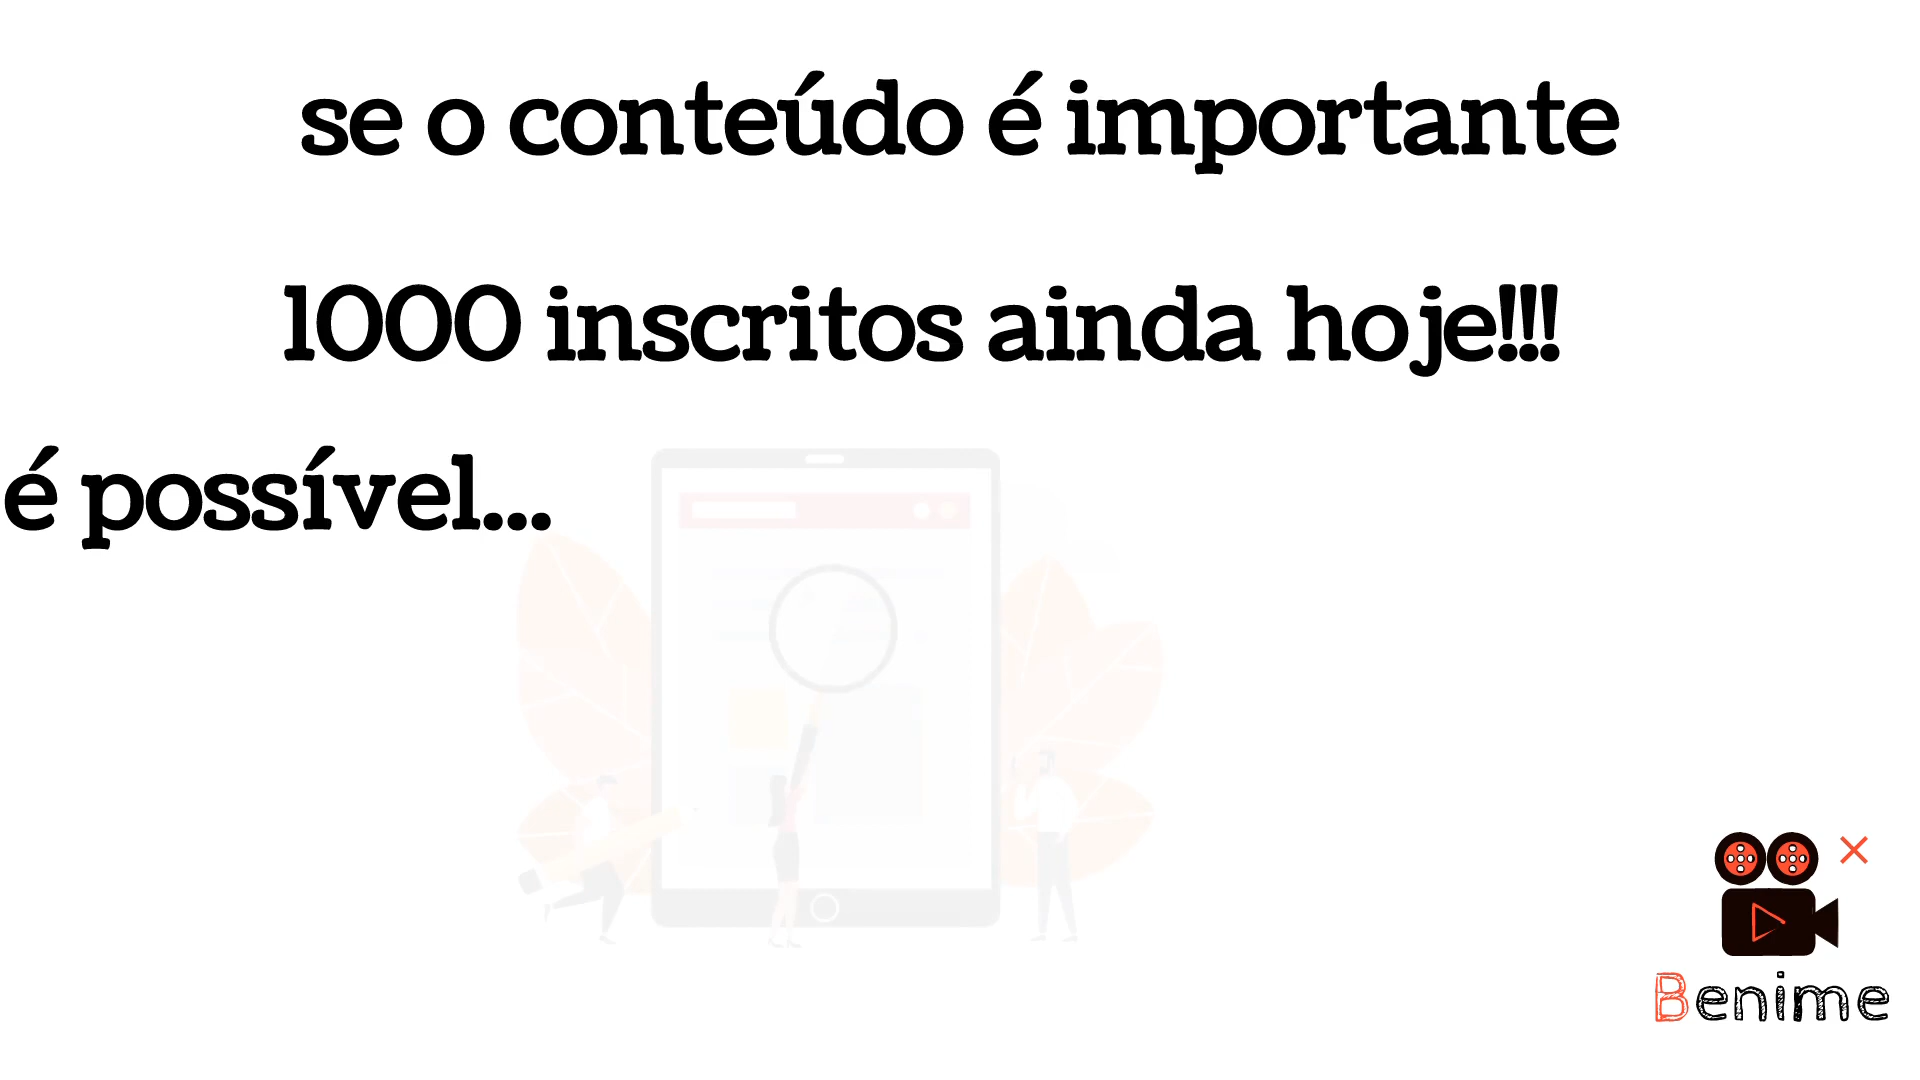 se o conteúdo é importante
1000 inscritos ainda hoje!!!
é possível...
Benime